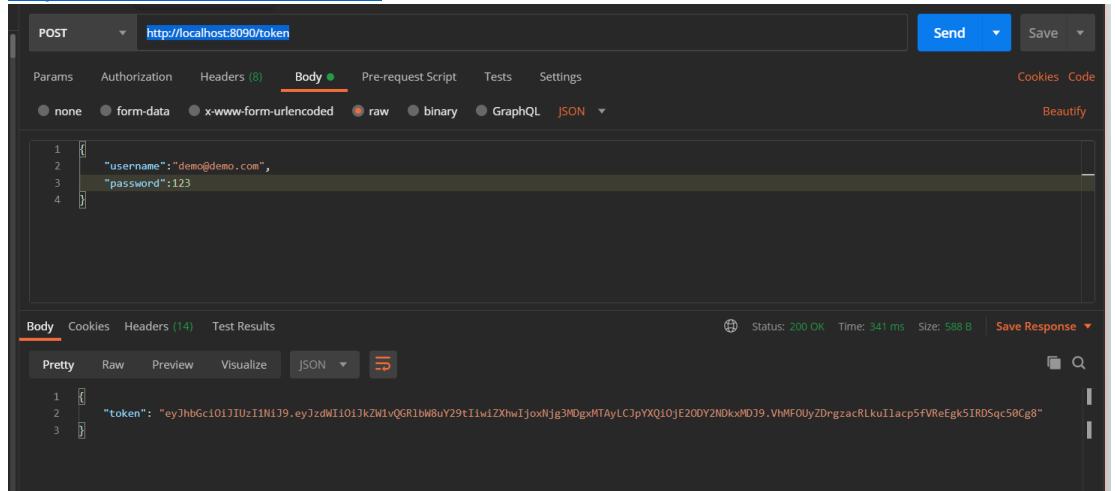 POST http://localhost:8090/token Send Save
Params Authorization Headers (8) Body Pre-request Script Tests Settings Cookies Code
none form-data x-www-form-urlencoded raw binary GraphQL JSON Beautify
1 {
2 "username":"demo@demo.com",
3 "password":123
4 }
Body Cookies Headers (14) Test Results Status: 200 OK Time: 341 ms Size: 588 B Save Response
Pretty Raw Preview Visualize JSON
1 {
2 "token": "eyJhbGciOiJIUzI1NiJ9.eyJzdWIiOiJkZW1vQGRlbW8uY29tIiwiZXhwIjoxNjg3MDgxMTAyLCJpYXQiOjE2ODY2NDkxMDJ9.VhMFOUyZDrgzacRLkuIlacp5fVReEgk5IRDSqc50Cg8"
3 }